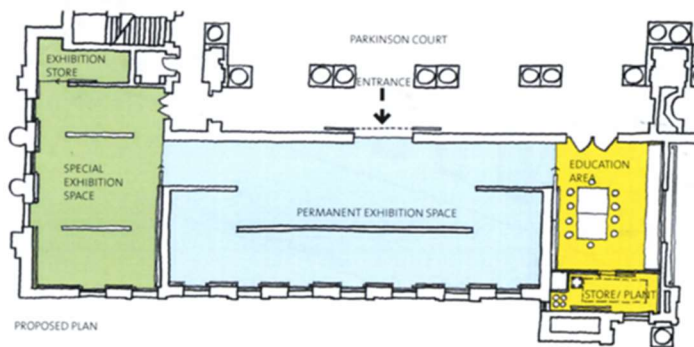 PARKINSON COURT
EXHIBITION
STORE
ENTRANCE
EDUCATION
AREA
SPECIAL
EXHIBITION
SPACE
PERMANENT EXHIBITION SPACE
STORE/ PLANT
PROPOSED PLAN